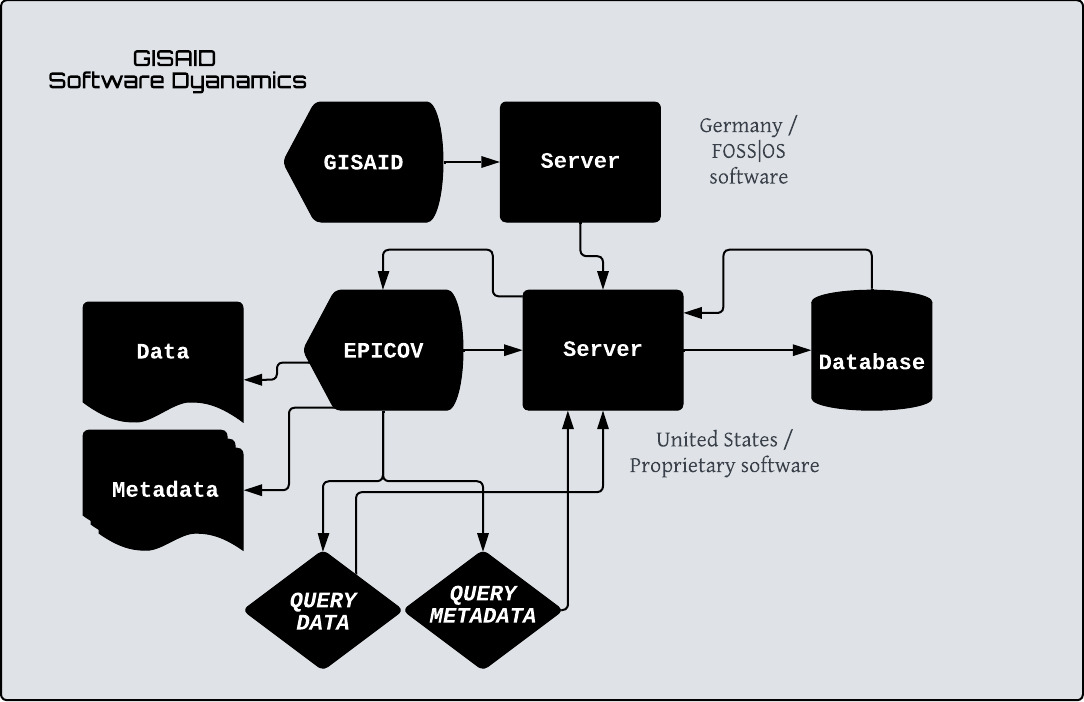 GISAID
Software Dyanamics
GISAID
Server
Germany /
FOSS|OS
software
Data
EPICOV
Server
Database
Metadata
United States /
Proprietary software
QUERY
DATA
QUERY
METADATA